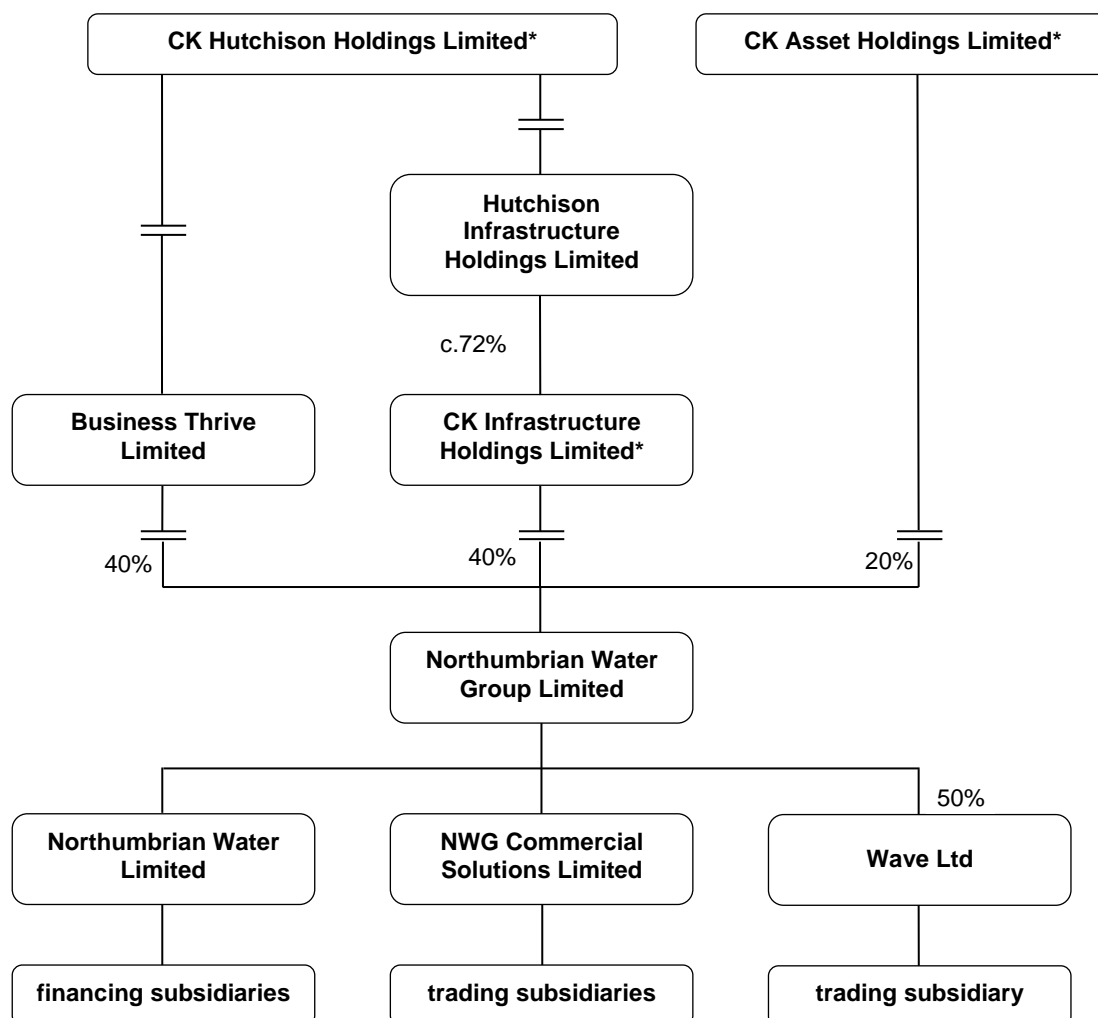 CK Hutchison Holdings Limited*
CK Asset Holdings Limited*
Hutchison
Infrastructure
Holdings Limited
c.72%
Business Thrive
Limited
CK Infrastructure
Holdings Limited*
40%
40%
20%
Northumbrian Water
Group Limited
50%
Northumbrian Water
Limited
NWG Commercial
Solutions Limited
Wave Ltd
financing subsidiaries
trading subsidiaries
trading subsidiary